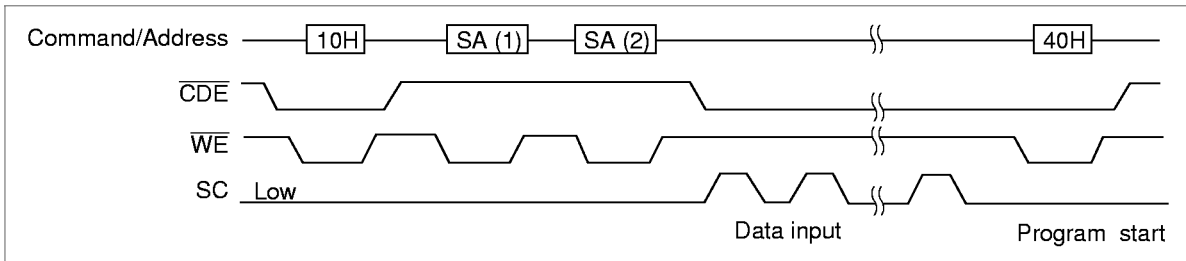 Command/Address 10H SA (1) SA (2) 40H
CDE
WE
SC Low
Data input Program start